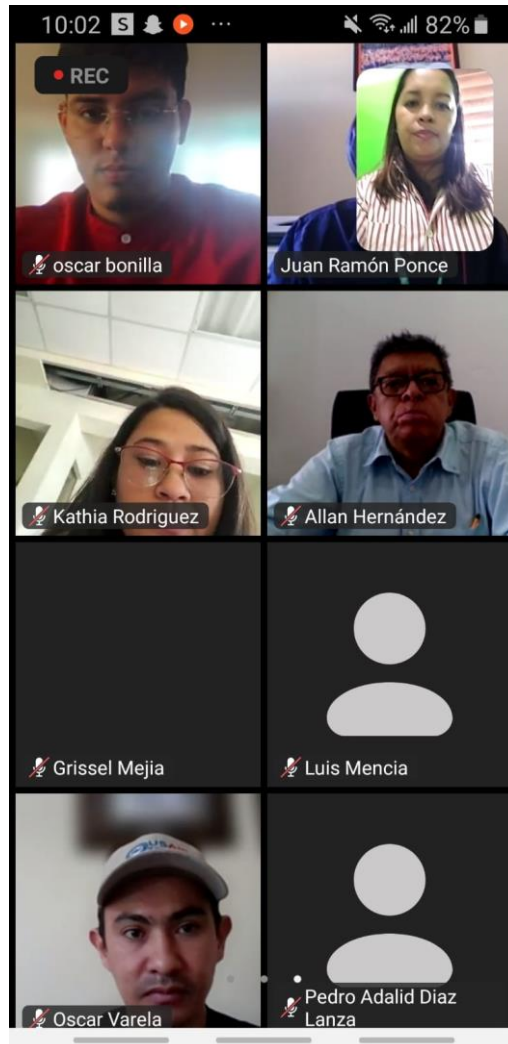 10:02 S ... 82%
REC
oscar bonilla
Juan Ramón Ponce
Kathia Rodriguez
Allan Hernández
Grissel Mejia
Luis Mencia
USAID
Oscar Varela
Pedro Adalid Diaz
Lanza